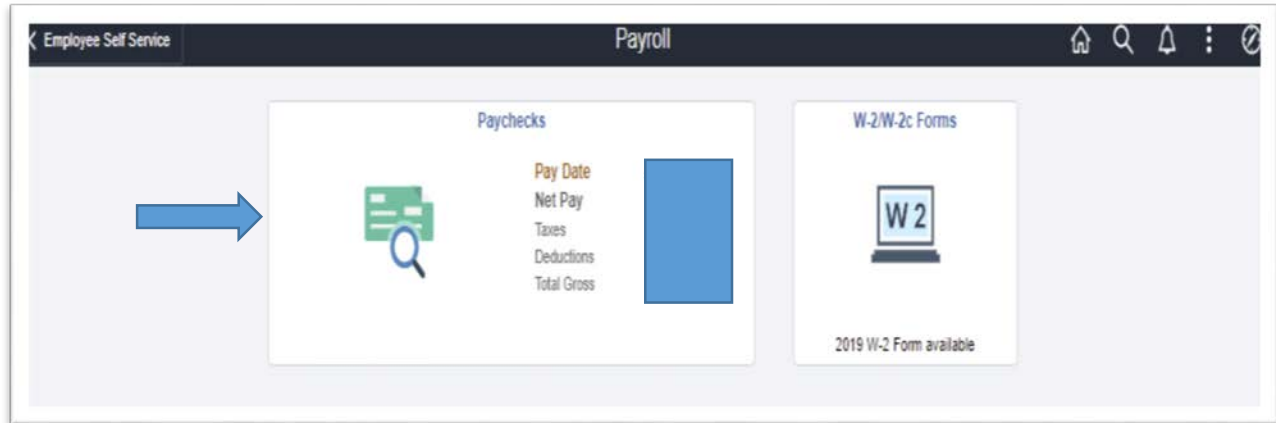 Employee Self Service
Payroll
Paychecks
Pay Date
Net Pay
Taxes
Deductions
Total Gross
W-2/W-2c Forms
W 2
2019 W-2 Form available